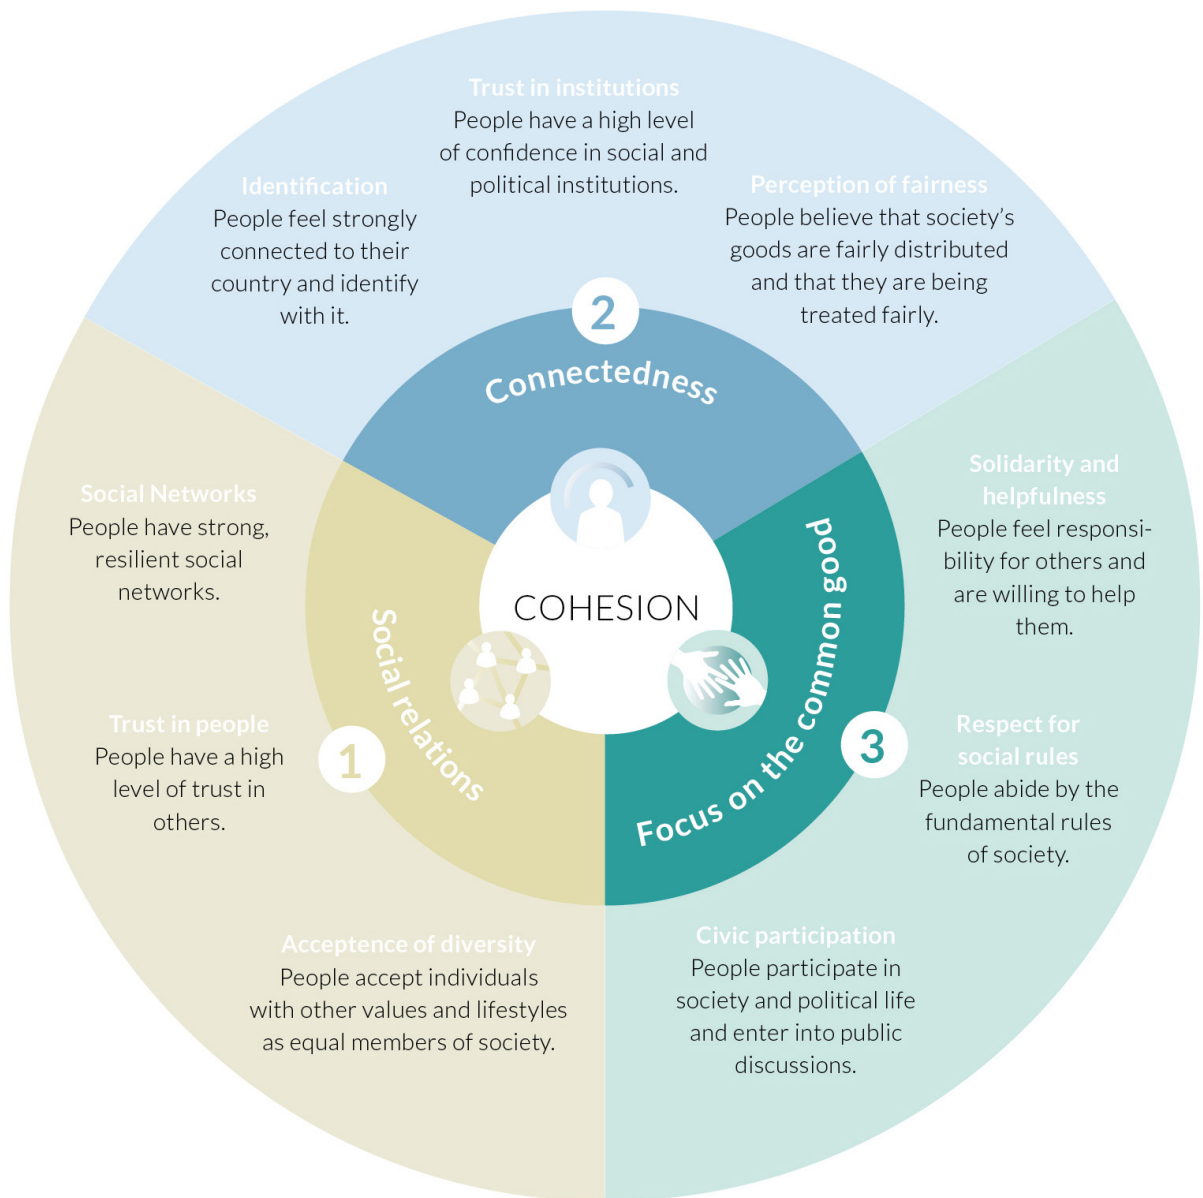 COHESION
1
Social relations
Social Networks
People have strong,
resilient social
networks.
Trust in people
People have a high
level of trust in
others.
Acceptence of diversity
People accept individuals
with other values and lifestyles
as equal members of society.
2
Connectedness
Identification
People feel strongly
connected to their
country and identify
with it.
Trust in institutions
People have a high level
of confidence in social and
political institutions.
Perception of fairness
People believe that society’s
goods are fairly distributed
and that they are being
treated fairly.
3
Focus on the common good
Solidarity and
helpfulness
People feel responsi-
bility for others and
are willing to help
them.
Respect for
social rules
People abide by the
fundamental rules
of society.
Civic participation
People participate in
society and political life
and enter into public
discussions.